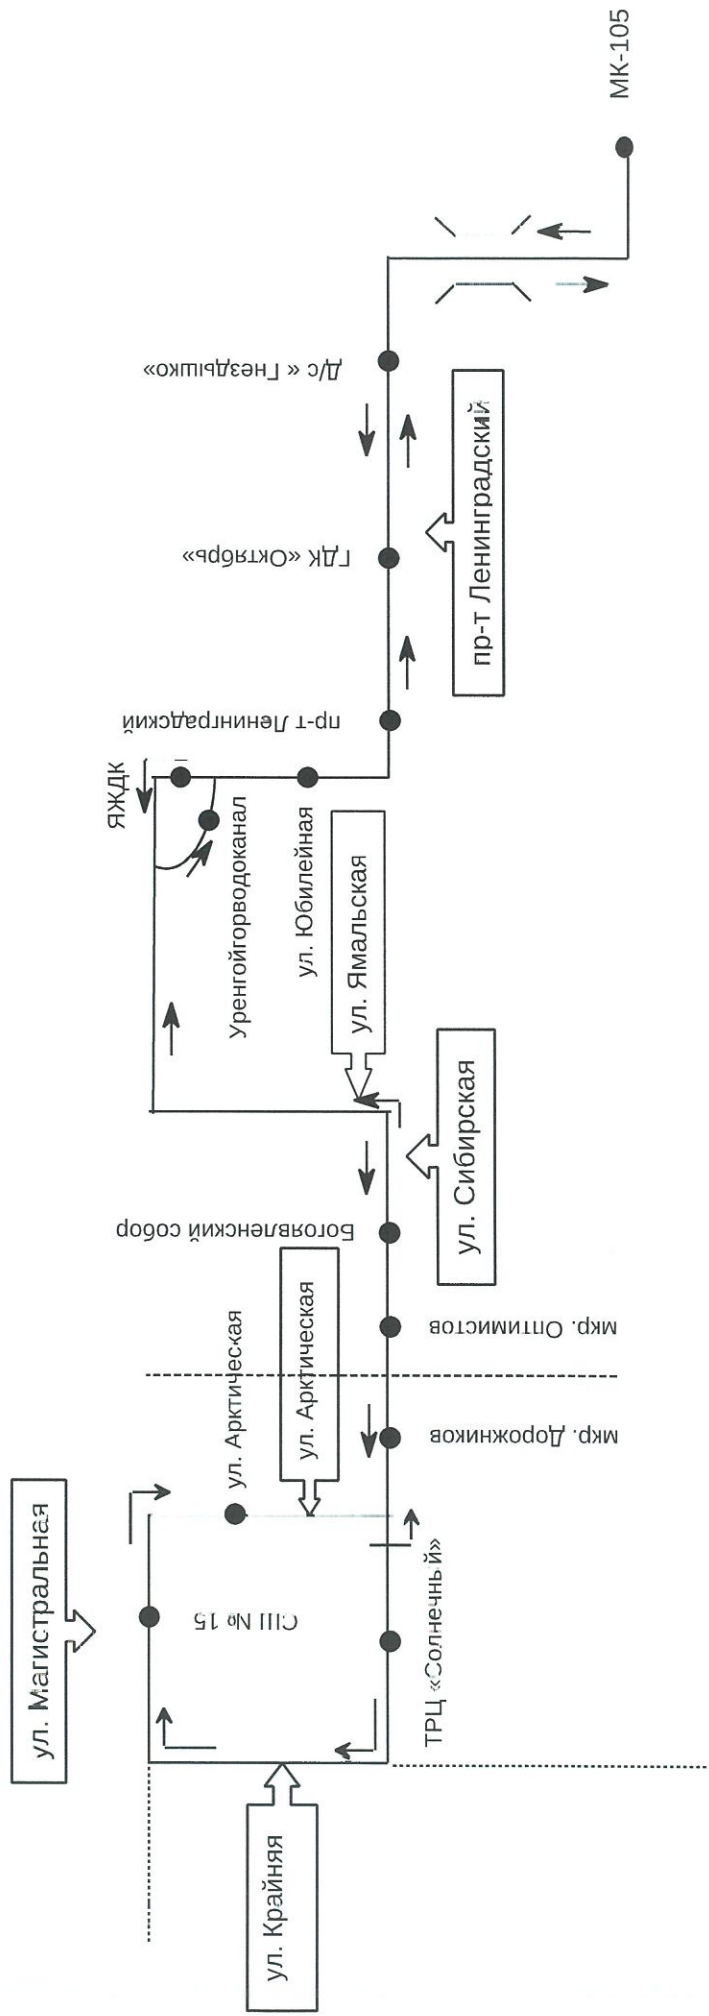 МК-105
Д/с « Гнездышко»
пр-т Ленинградский
ГДК «Октябрь»
пр-т Ленинградский
ЯЖДК
Уренгойгорводоканал
ул. Юбилейная
ул. Ямальская
ул. Сибирская
Богоявленский собор
мкр. Оптимистов
ул. Арктическая
ул. Арктическая
мкр. Дорожников
ул. Магистральная
СШ № 15
ТРЦ «Солнечный»
ул. Крайняя